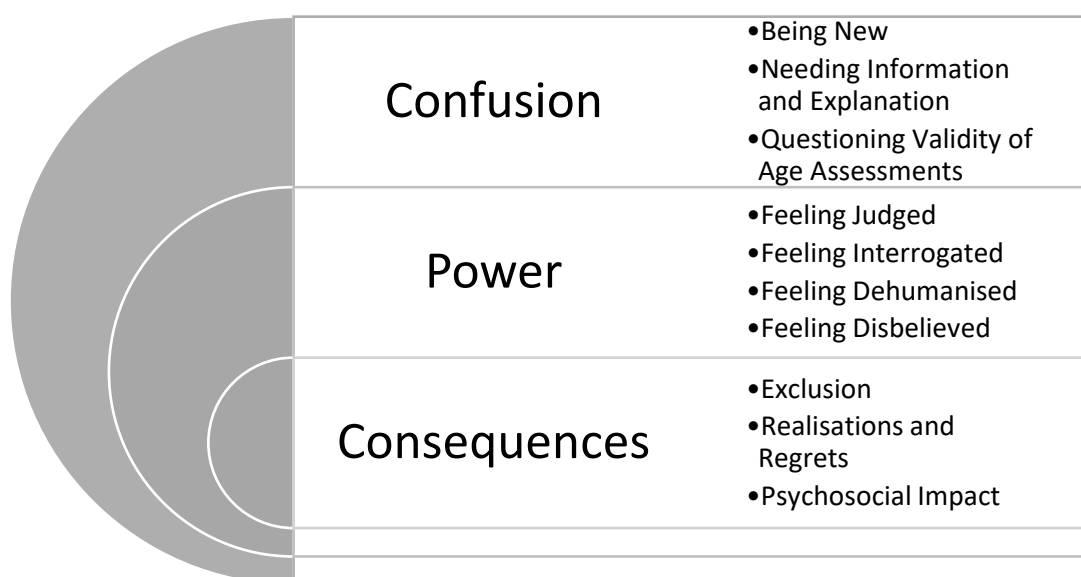 Confusion
•Being New
•Needing Information
and Explanation
•Questioning Validity of
Age Assessments
Power
•Feeling Judged
•Feeling Interrogated
•Feeling Dehumanised
•Feeling Disbelieved
Consequences
•Exclusion
•Realisations and
Regrets
•Psychosocial Impact